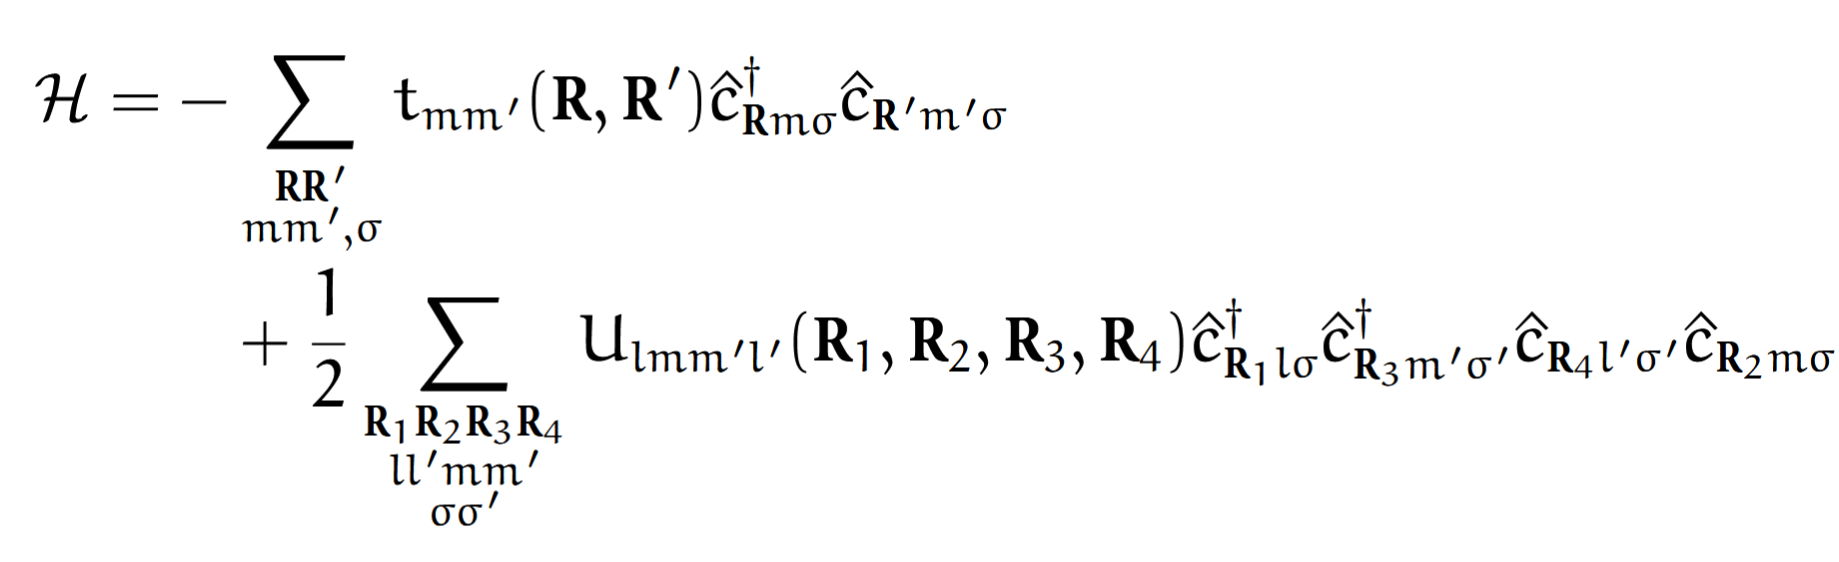 ℋ = − ∑ t_{mm′}(𝐑, 𝐑′) ĉ†_{𝐑mσ} ĉ_{𝐑′m′σ}
𝐑𝐑′
mm′,σ
+ 1/2 ∑ U_{lmm′l′}(𝐑₁, 𝐑₂, 𝐑₃, 𝐑₄) ĉ†_{𝐑₁lσ} ĉ†_{𝐑₃m′σ′} ĉ_{𝐑₄l′σ′} ĉ_{𝐑₂mσ}
𝐑₁𝐑₂𝐑₃𝐑₄
ll′mm′
σσ′